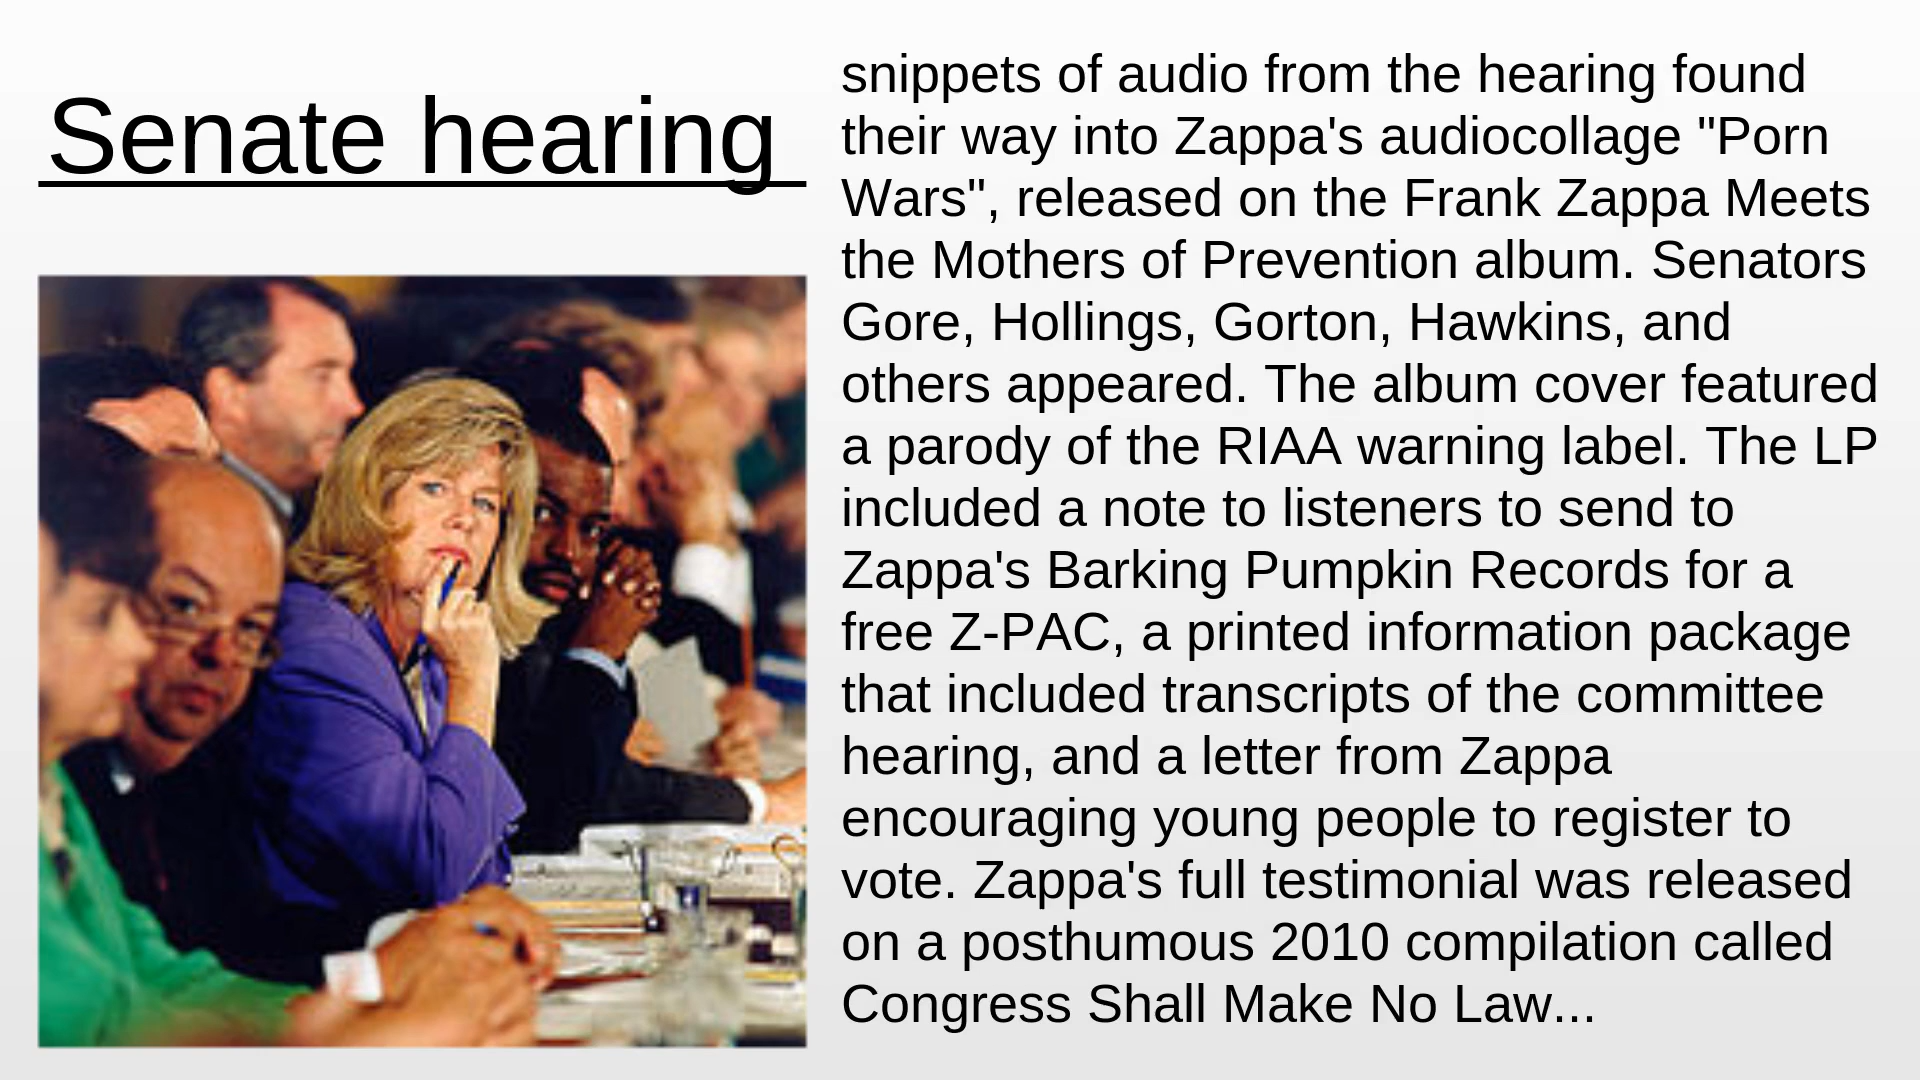 Senate hearing
snippets of audio from the hearing found
their way into Zappa's audiocollage "Porn
Wars", released on the Frank Zappa Meets
the Mothers of Prevention album. Senators
Gore, Hollings, Gorton, Hawkins, and
others appeared. The album cover featured
a parody of the RIAA warning label. The LP
included a note to listeners to send to
Zappa's Barking Pumpkin Records for a
free Z-PAC, a printed information package
that included transcripts of the committee
hearing, and a letter from Zappa
encouraging young people to register to
vote. Zappa's full testimonial was released
on a posthumous 2010 compilation called
Congress Shall Make No Law...